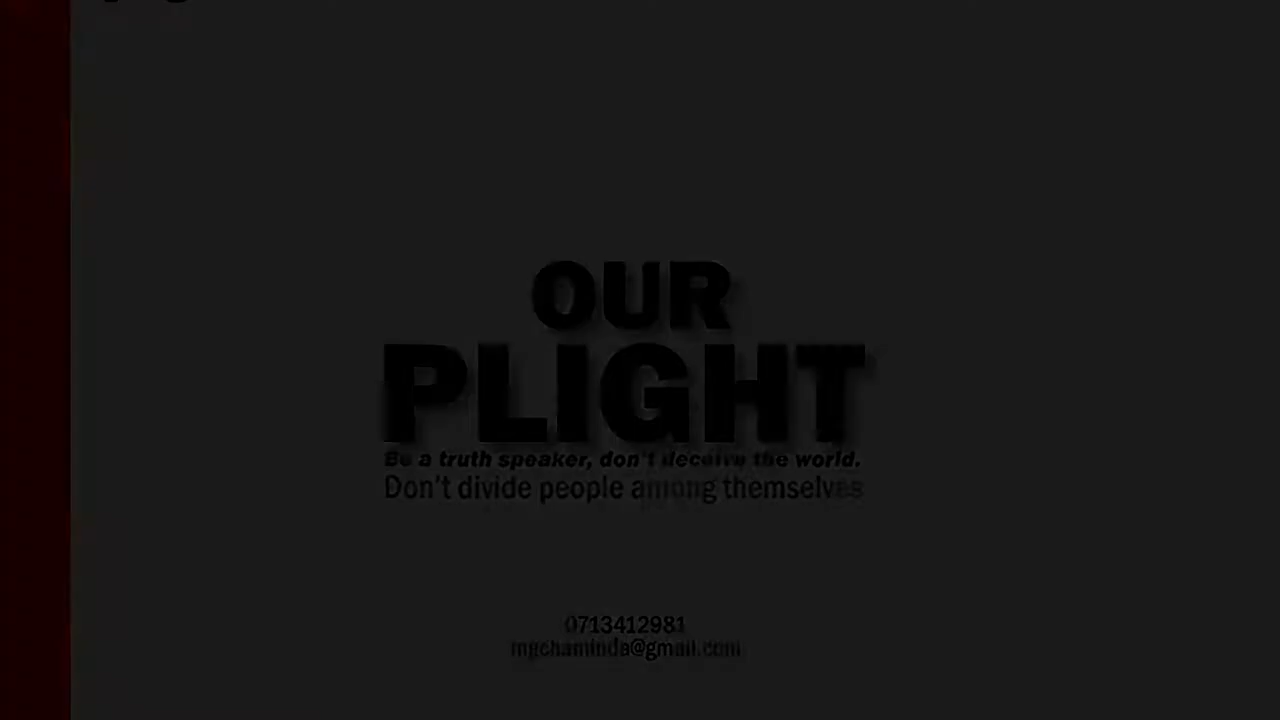 OUR
PLIGHT
Be a truth speaker, don't deceive the world.
Don't divide people among themselves
0713412981
mgchaminda@gmail.com